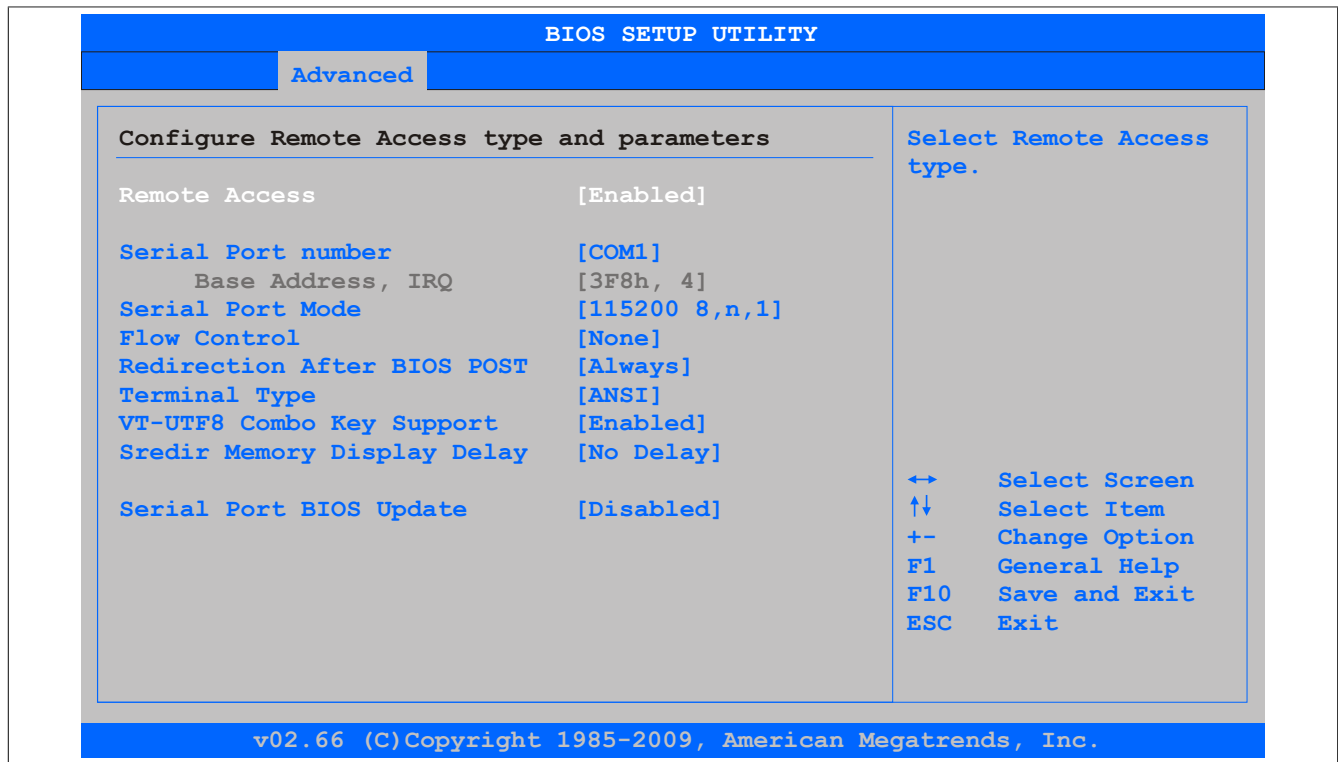 BIOS SETUP UTILITY
Advanced
Configure Remote Access type and parameters
Remote Access [Enabled]
Serial Port number [COM1]
Base Address, IRQ [3F8h, 4]
Serial Port Mode [115200 8,n,1]
Flow Control [None]
Redirection After BIOS POST [Always]
Terminal Type [ANSI]
VT-UTF8 Combo Key Support [Enabled]
Sredir Memory Display Delay [No Delay]
Serial Port BIOS Update [Disabled]
Select Remote Access
type.
↔ Select Screen
↑↓ Select Item
+- Change Option
F1 General Help
F10 Save and Exit
ESC Exit
v02.66 (C)Copyright 1985-2009, American Megatrends, Inc.